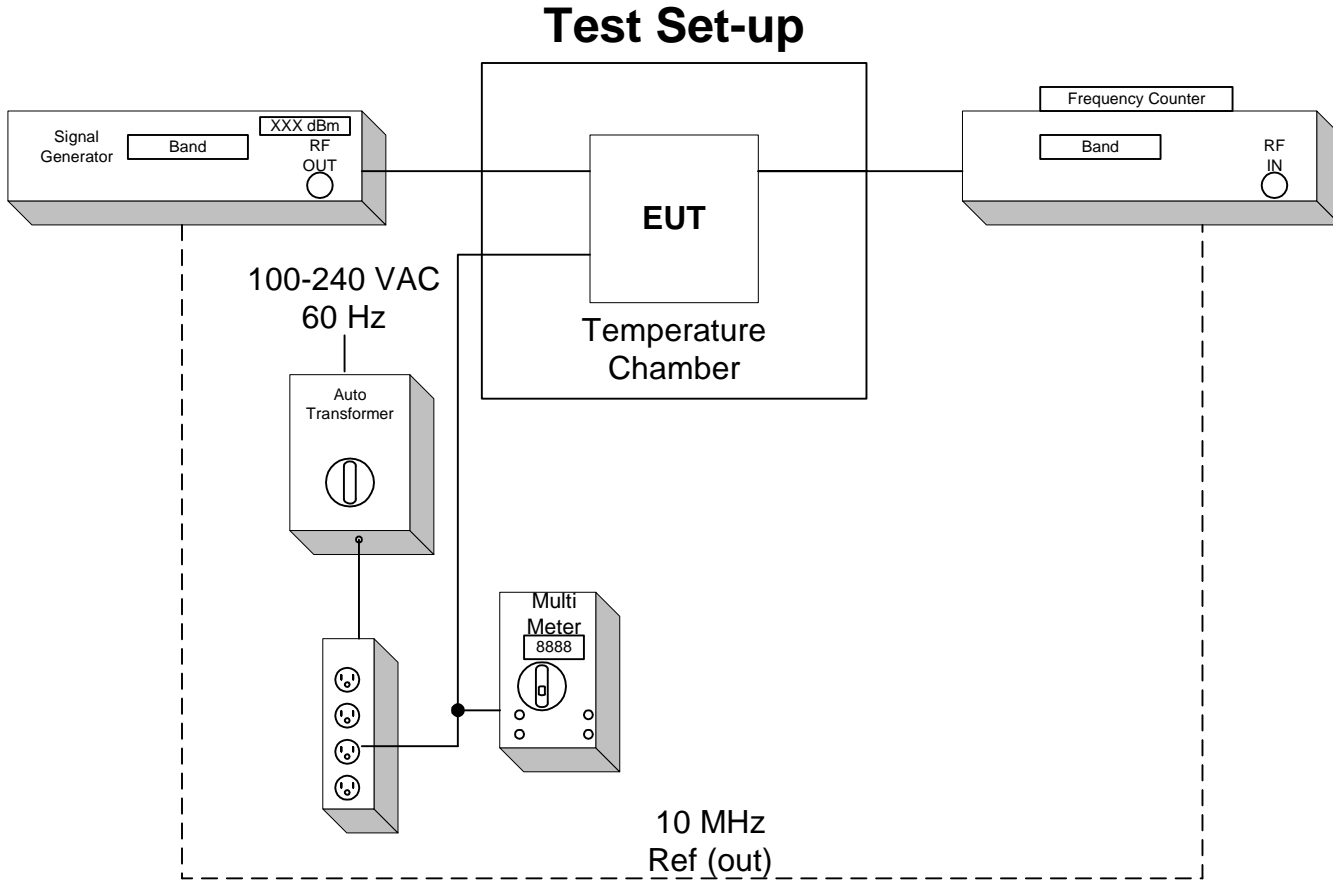 Test Set-up
Signal
Generator
Band
XXX dBm
RF
OUT
Frequency Counter
Band
RF
IN
EUT
Temperature
Chamber
100-240 VAC
60 Hz
Auto
Transformer
Multi
Meter
8888
10 MHz
Ref (out)